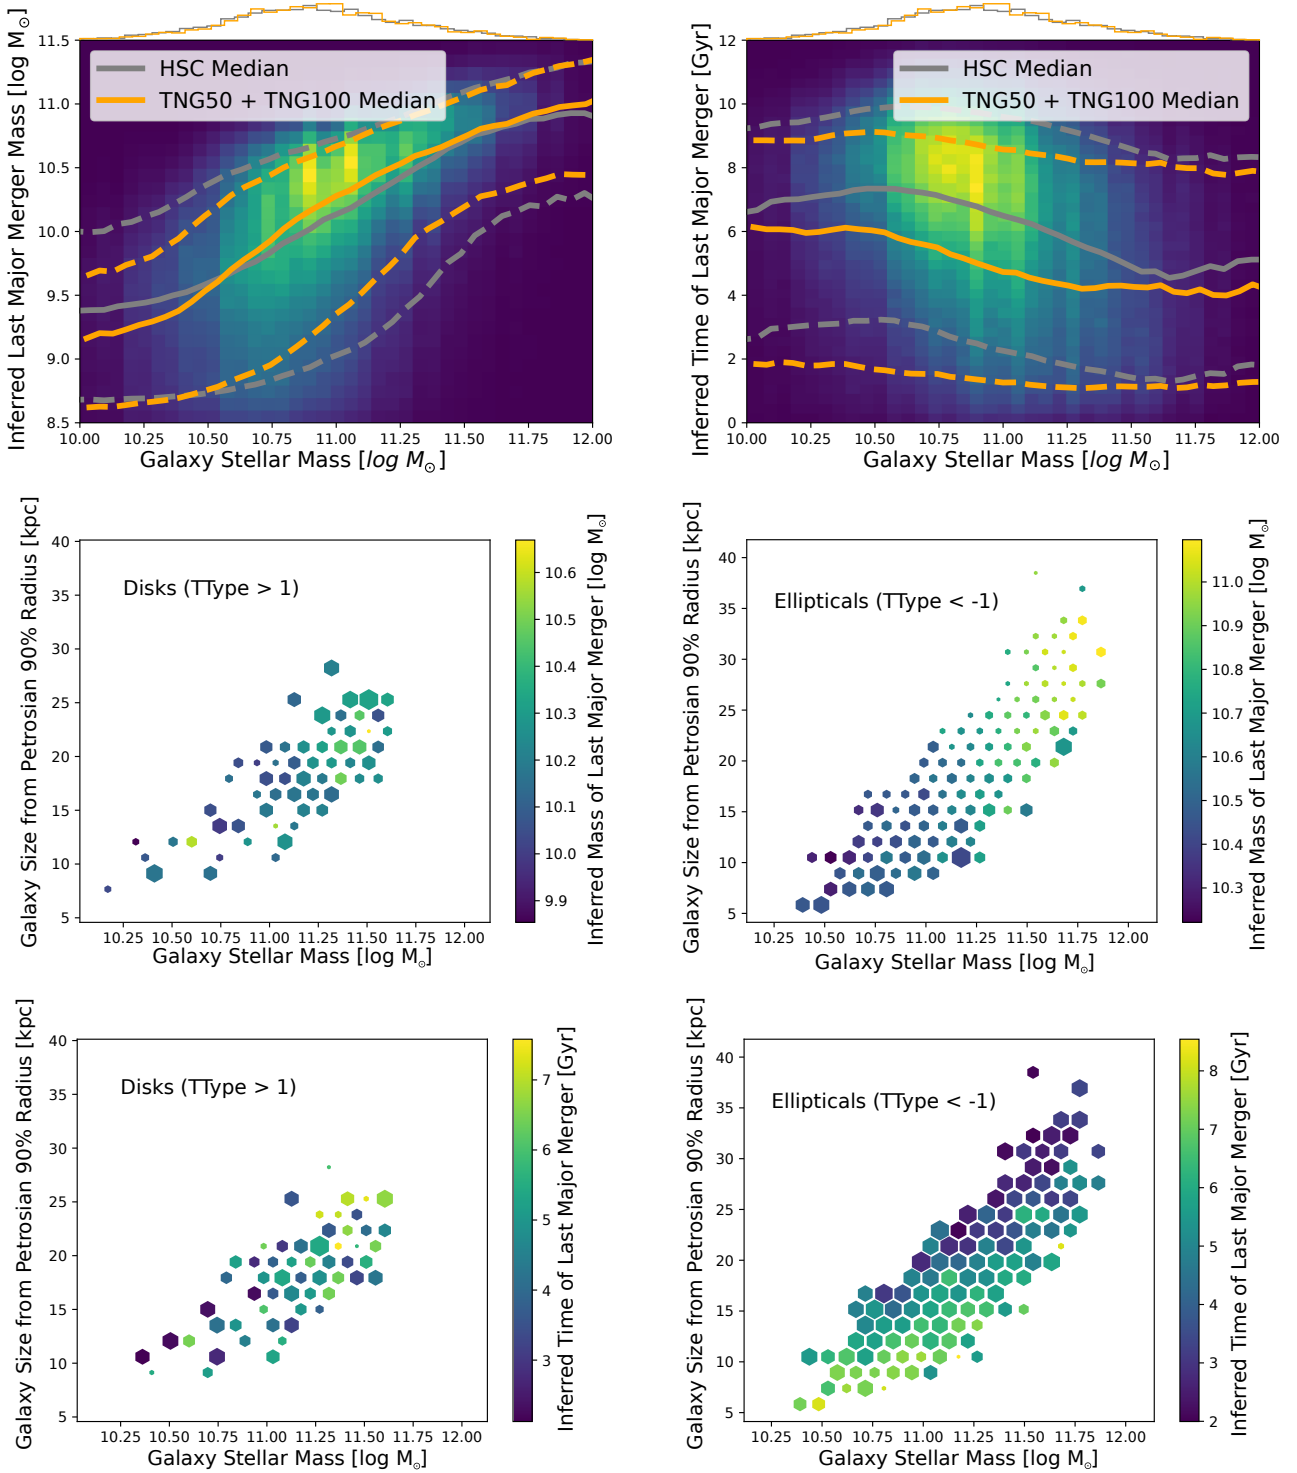 Inferred Last Major Merger Mass [log M⊙]
11.5
11.0
10.5
10.0
9.5
9.0
8.5
HSC Median
TNG50 + TNG100 Median
10.00 10.25 10.50 10.75 11.00 11.25 11.50 11.75 12.00
Galaxy Stellar Mass [log M⊙]
Inferred Time of Last Major Merger [Gyr]
12
10
8
6
4
2
0
HSC Median
TNG50 + TNG100 Median
10.00 10.25 10.50 10.75 11.00 11.25 11.50 11.75 12.00
Galaxy Stellar Mass [log M⊙]
Galaxy Size from Petrosian 90% Radius [kpc]
40
35
30
25
20
15
10
5
Disks (TType > 1)
10.25 10.50 10.75 11.00 11.25 11.50 11.75 12.00
Galaxy Stellar Mass [log M⊙]
10.6
10.5
10.4
10.3
10.2
10.1
10.0
9.9
Inferred Mass of Last Major Merger [log M⊙]
Galaxy Size from Petrosian 90% Radius [kpc]
40
35
30
25
20
15
10
5
Ellipticals (TType < -1)
10.25 10.50 10.75 11.00 11.25 11.50 11.75 12.00
Galaxy Stellar Mass [log M⊙]
11.0
10.9
10.8
10.7
10.6
10.5
10.4
10.3
Inferred Mass of Last Major Merger [log M⊙]
Galaxy Size from Petrosian 90% Radius [kpc]
40
35
30
25
20
15
10
5
Disks (TType > 1)
10.25 10.50 10.75 11.00 11.25 11.50 11.75 12.00
Galaxy Stellar Mass [log M⊙]
7
6
5
4
3
Inferred Time of Last Major Merger [Gyr]
Galaxy Size from Petrosian 90% Radius [kpc]
40
35
30
25
20
15
10
5
Ellipticals (TType < -1)
10.25 10.50 10.75 11.00 11.25 11.50 11.75 12.00
Galaxy Stellar Mass [log M⊙]
8
7
6
5
4
3
2
Inferred Time of Last Major Merger [Gyr]